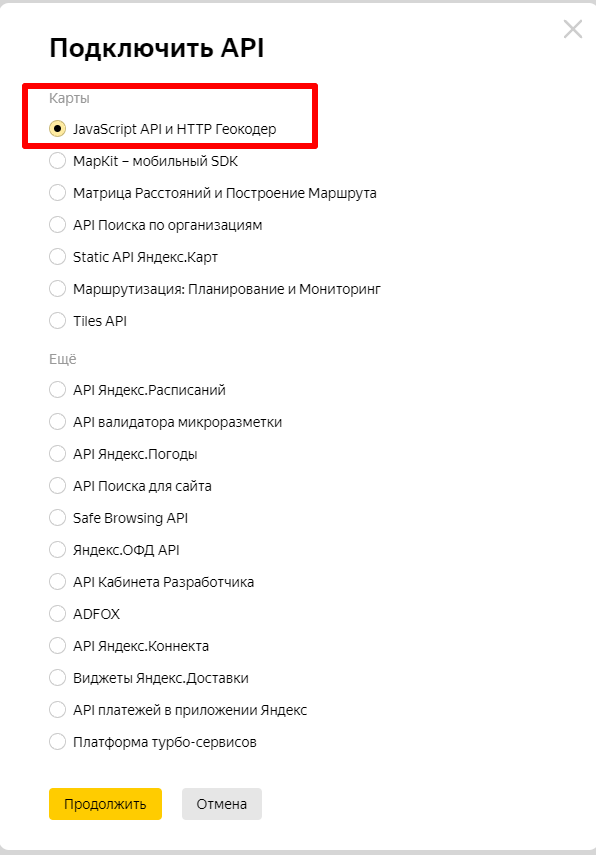 Подключить API
Карты
JavaScript API и HTTP Геокодер
MapKit – мобильный SDK
Матрица Расстояний и Построение Маршрута
API Поиска по организациям
Static API Яндекс.Карт
Маршрутизация: Планирование и Мониторинг
Tiles API
Ещё
API Яндекс.Расписаний
API валидатора микроразметки
API Яндекс.Погоды
API Поиска для сайта
Safe Browsing API
Яндекс.ОФД API
API Кабинета Разработчика
ADFOX
API Яндекс.Коннекта
Виджеты Яндекс.Доставки
API платежей в приложении Яндекс
Платформа турбо-сервисов
Продолжить Отмена